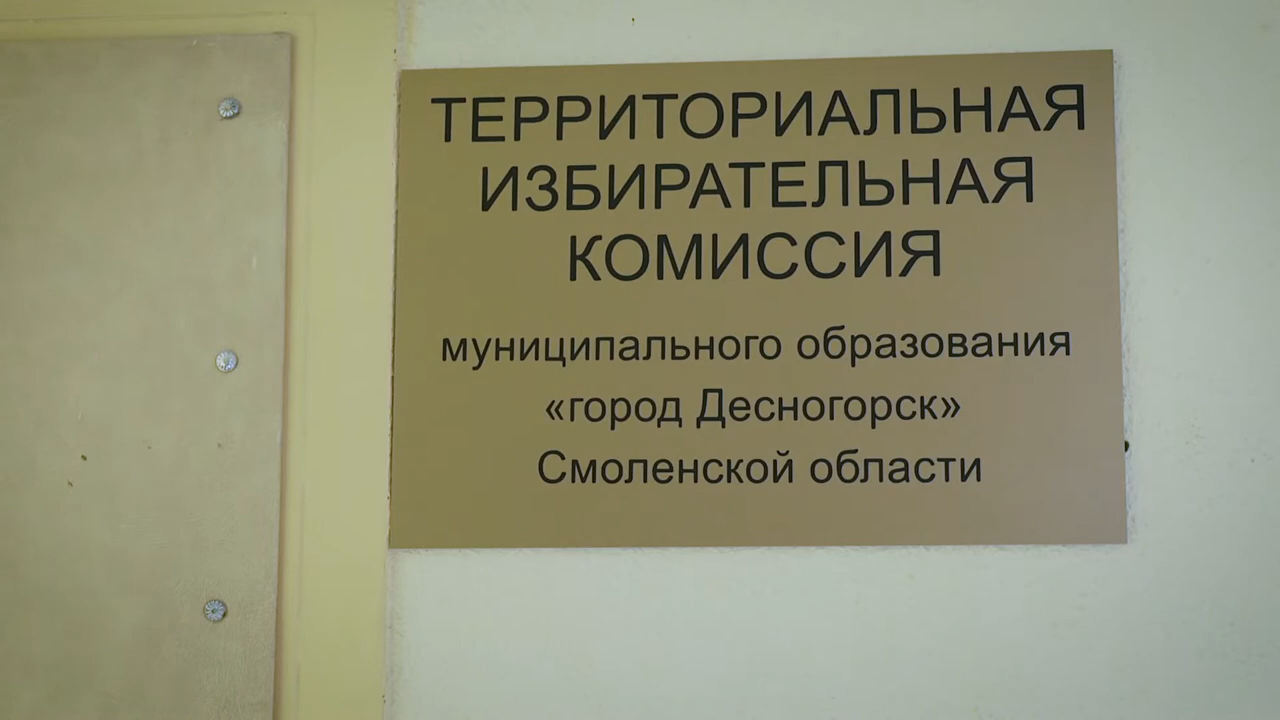 ТЕРРИТОРИАЛЬНАЯ
ИЗБИРАТЕЛЬНАЯ
КОМИССИЯ
муниципального образования
«город Десногорск»
Смоленской области